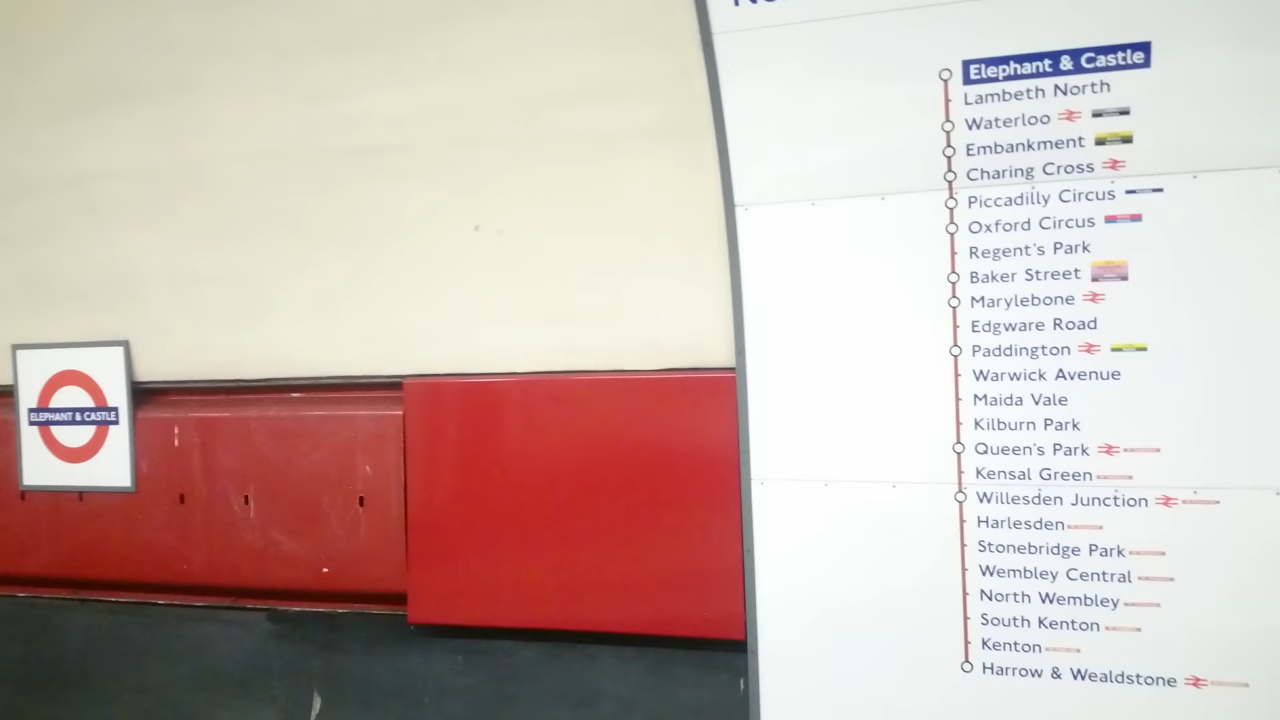 Elephant & Castle
Lambeth North
Waterloo
Embankment
Charing Cross
Piccadilly Circus
Oxford Circus
Regent's Park
Baker Street
Marylebone
Edgware Road
Paddington
Warwick Avenue
Maida Vale
Kilburn Park
Queen's Park
Kensal Green
Willesden Junction
Harlesden
Stonebridge Park
Wembley Central
North Wembley
South Kenton
Kenton
Harrow & Wealdstone
ELEPHANT & CASTLE